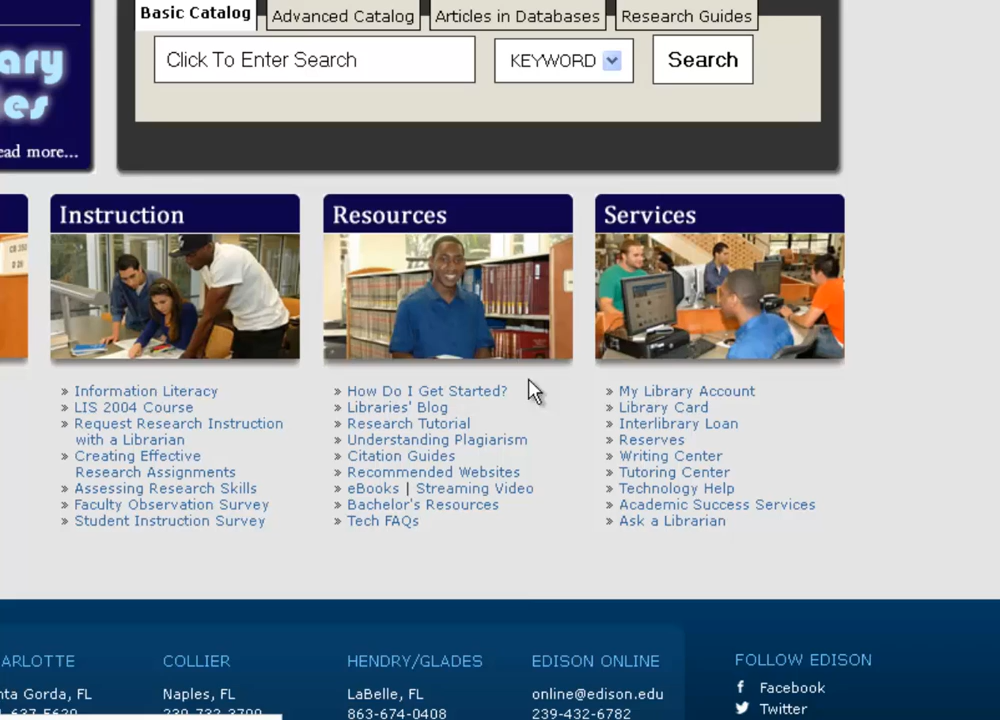 Basic Catalog
Advanced Catalog
Articles in Databases
Research Guides
Click To Enter Search
KEYWORD
Search
read more...
Instruction
Resources
Services
» Information Literacy
» LIS 2004 Course
» Request Research Instruction
with a Librarian
» Creating Effective
Research Assignments
» Assessing Research Skills
» Faculty Observation Survey
» Student Instruction Survey
» How Do I Get Started?
» Libraries' Blog
» Research Tutorial
» Understanding Plagiarism
» Citation Guides
» Recommended Websites
» eBooks | Streaming Video
» Bachelor's Resources
» Tech FAQs
» My Library Account
» Library Card
» Interlibrary Loan
» Reserves
» Writing Center
» Tutoring Center
» Technology Help
» Academic Success Services
» Ask a Librarian
ARLOTTE
nta Gorda, FL
COLLIER
Naples, FL
239-732-3700
HENDRY/GLADES
LaBelle, FL
863-674-0408
EDISON ONLINE
online@edison.edu
239-432-6782
FOLLOW EDISON
Facebook
Twitter